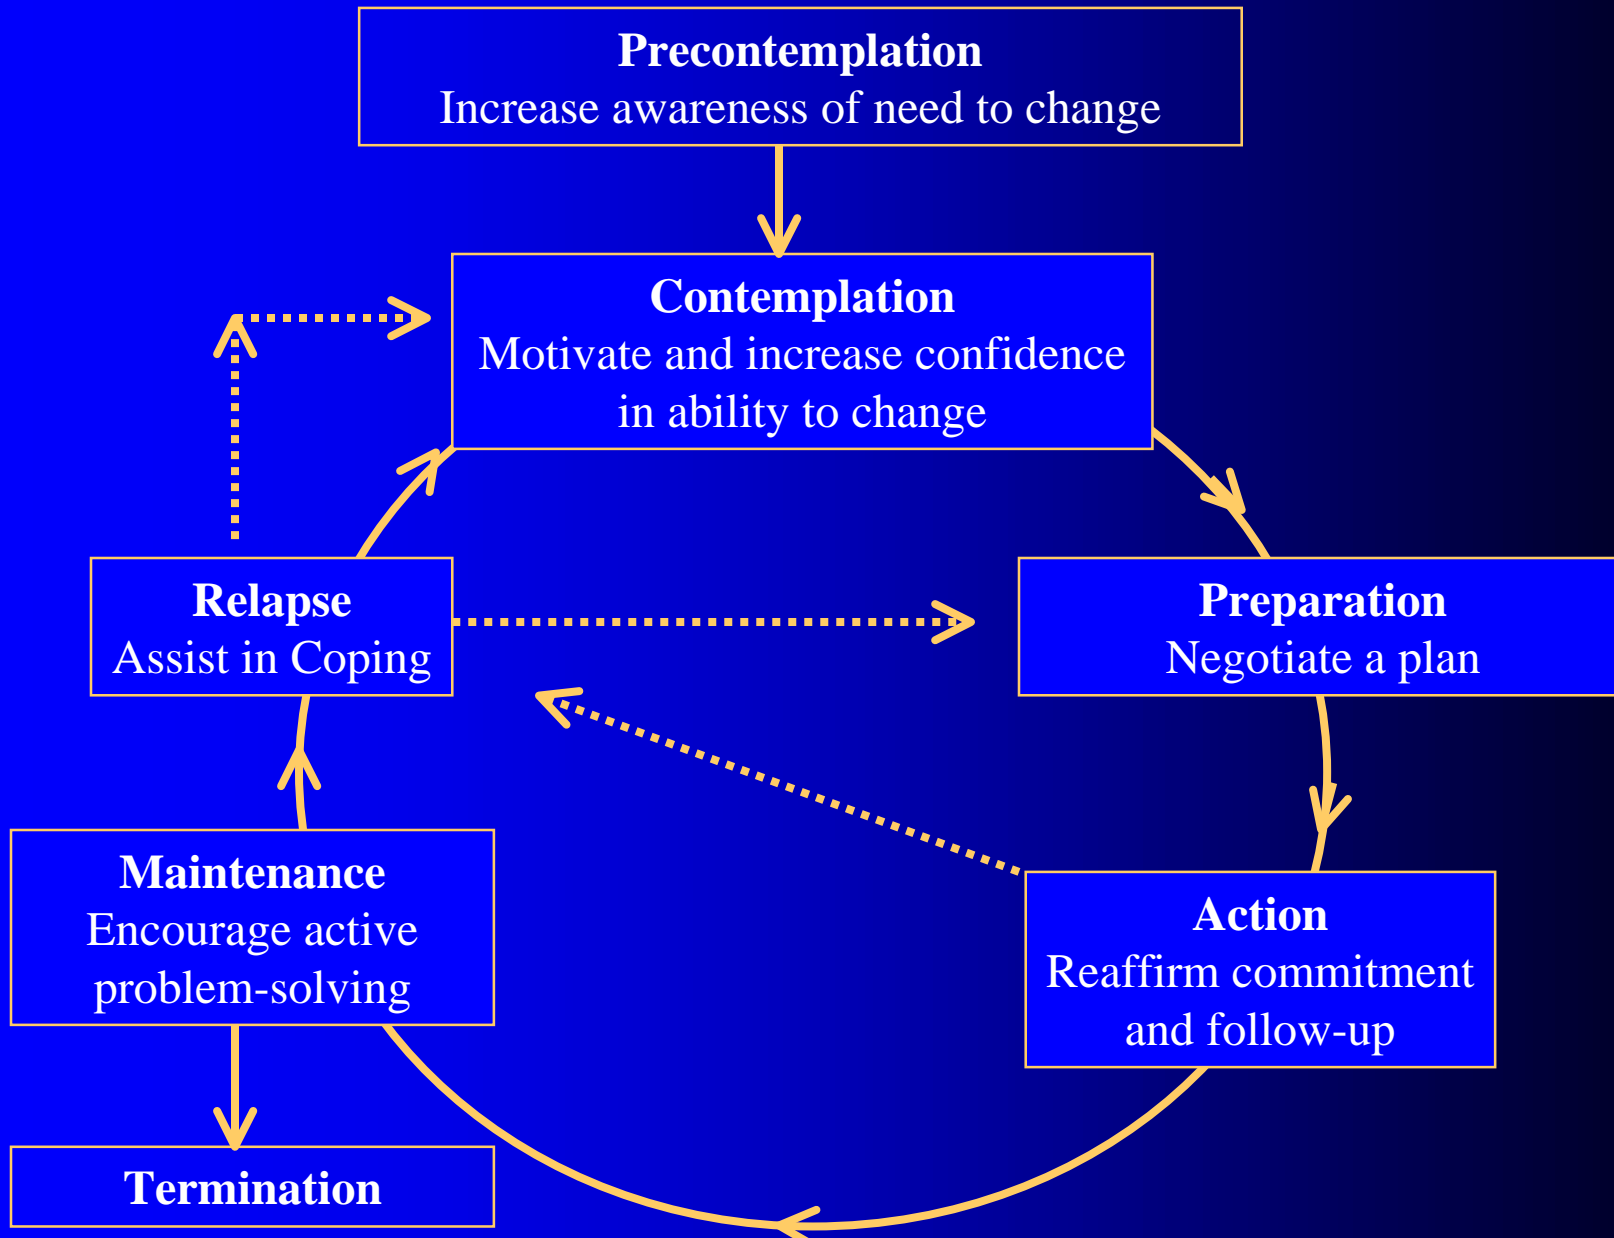 Precontemplation
Increase awareness of need to change
Contemplation
Motivate and increase confidence
in ability to change
Relapse
Assist in Coping
Preparation
Negotiate a plan
Maintenance
Encourage active
problem-solving
Action
Reaffirm commitment
and follow-up
Termination